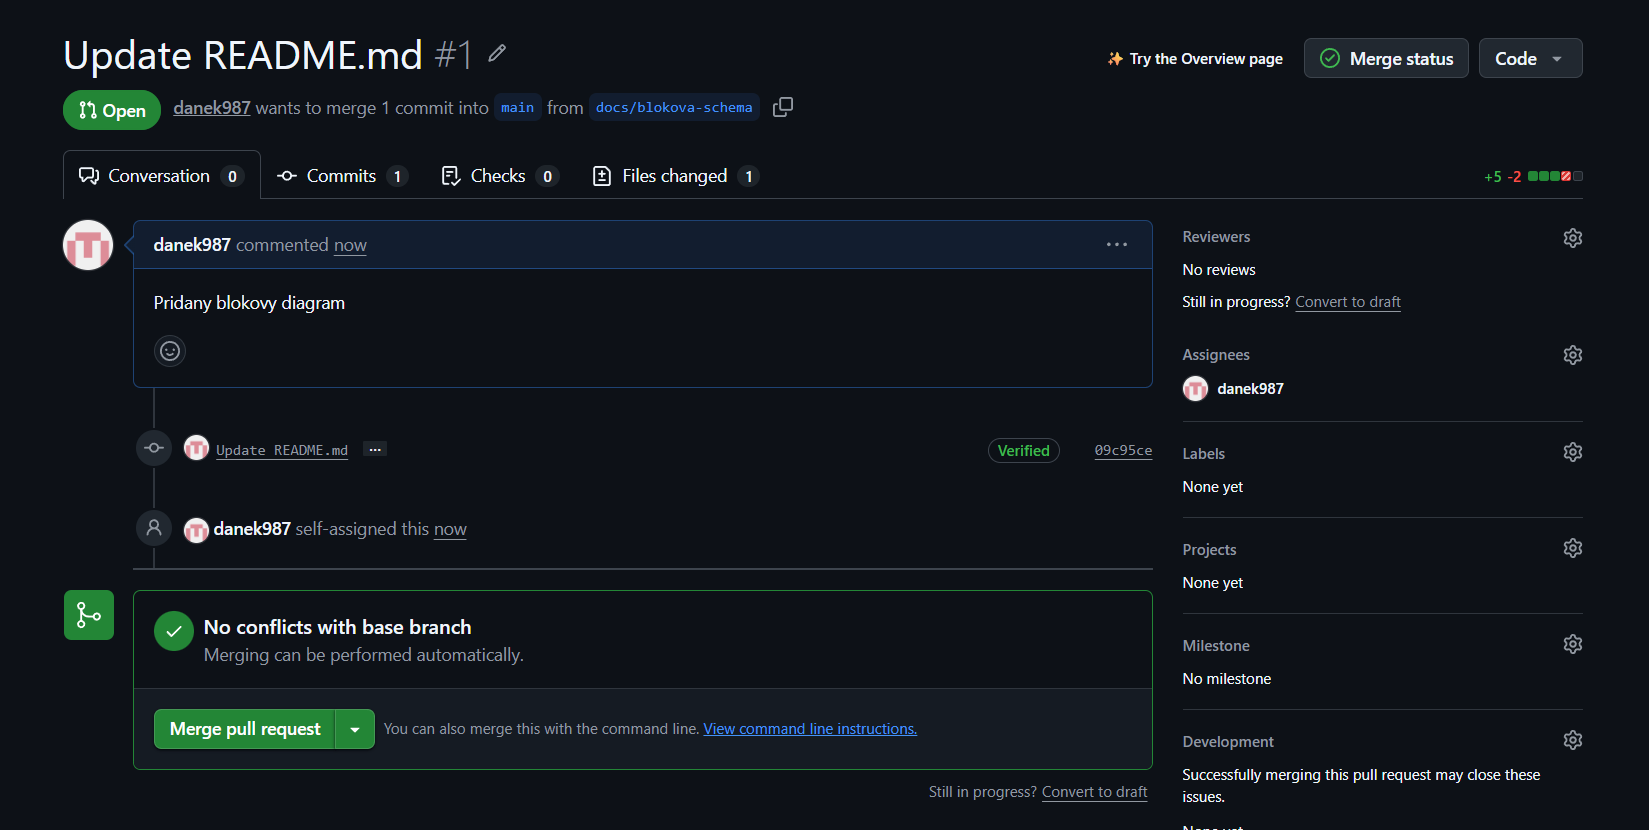 Update README.md #1
Try the Overview page
Merge status
Code
Open
danek987 wants to merge 1 commit into main from docs/blokova-schema
Conversation 0
Commits 1
Checks 0
Files changed 1
+5 -2
danek987 commented now
Pridany blokovy diagram
Update README.md ...
Verified
09c95ce
danek987 self-assigned this now
No conflicts with base branch
Merging can be performed automatically.
Merge pull request
You can also merge this with the command line. View command line instructions.
Still in progress? Convert to draft
Reviewers
No reviews
Still in progress? Convert to draft
Assignees
danek987
Labels
None yet
Projects
None yet
Milestone
No milestone
Development
Successfully merging this pull request may close these
issues.
None yet